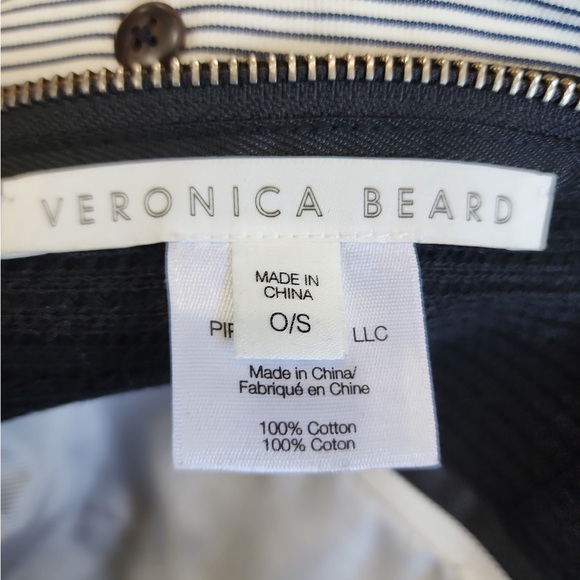 VERONICA BEARD
MADE IN
CHINA
O/S
LLC
Made in China/
Fabriqué en Chine
100% Cotton
100% Coton